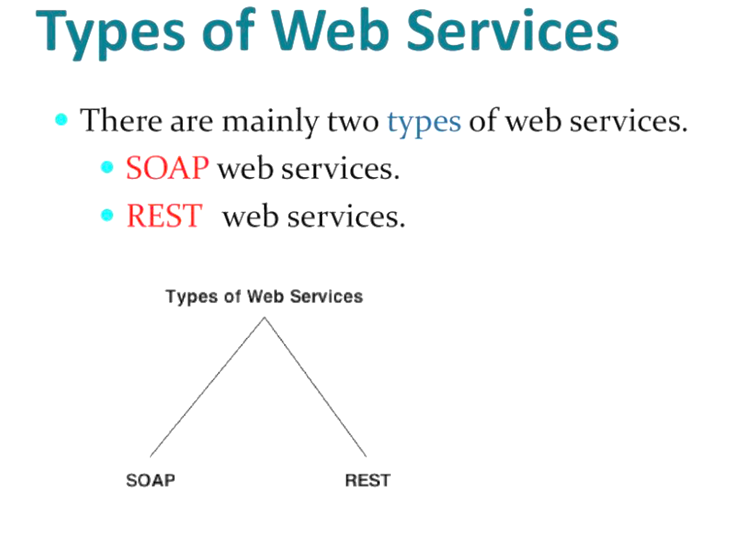 Types of Web Services
• There are mainly two types of web services.
• SOAP web services.
• REST web services.
Types of Web Services
SOAP REST